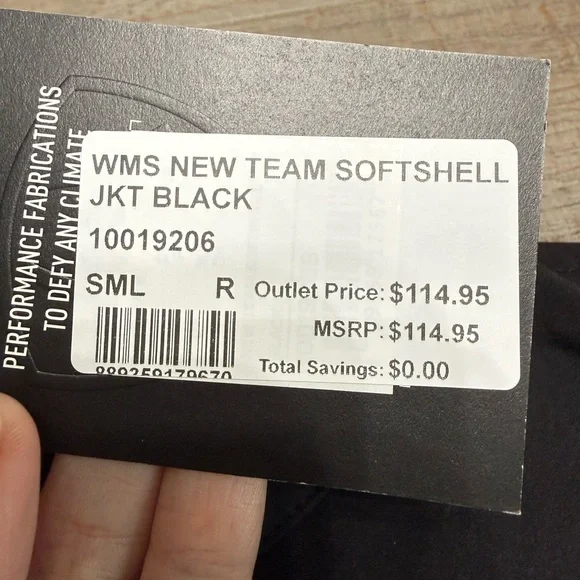 PERFORMANCE FABRICATIONS
TO DEFY ANY CLIMATE
WMS NEW TEAM SOFTSHELL
JKT BLACK
10019206
SML R Outlet Price: $114.95
MSRP: $114.95
889359179670 Total Savings: $0.00